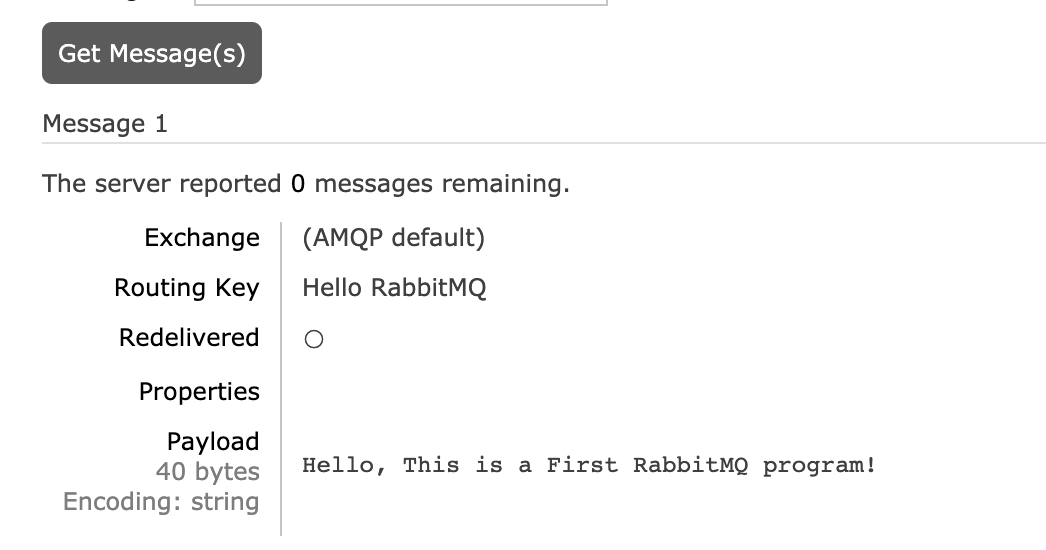 Get Message(s)
Message 1
The server reported 0 messages remaining.
Exchange (AMQP default)
Routing Key Hello RabbitMQ
Redelivered ○
Properties
Payload
40 bytes
Encoding: string
Hello, This is a First RabbitMQ program!